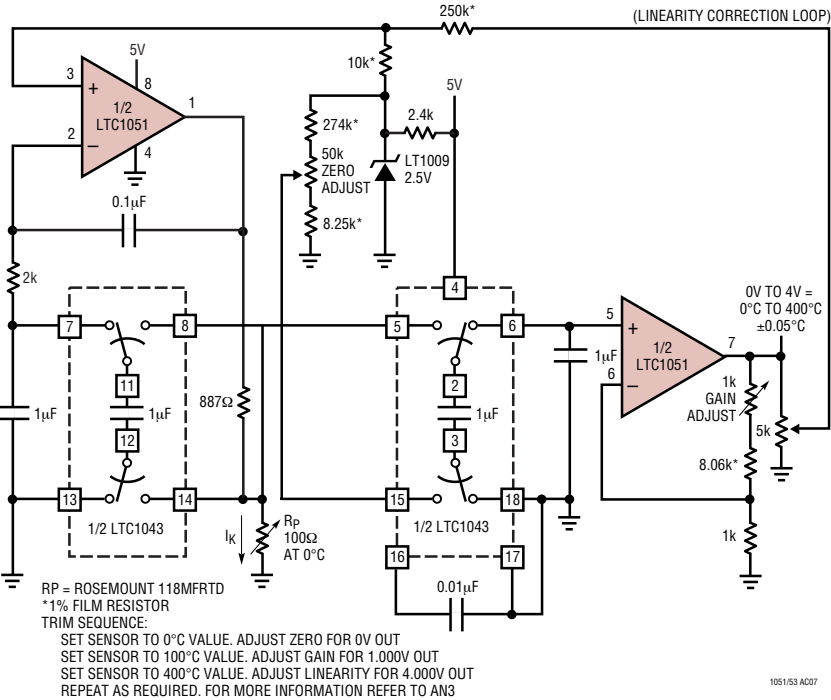 250k*
(LINEARITY CORRECTION LOOP)
5V
10k*
5V
3
+
8
1/2
LTC1051
1
2
–
4
274k*
2.4k
50k
ZERO
ADJUST
LT1009
2.5V
8.25k*
0.1µF
2k
4
0V TO 4V =
0°C TO 400°C
±0.05°C
7
8
5
6
5
+
1/2
LTC1051
7
6
–
1µF
11
2
1k
GAIN
ADJUST
1µF
1µF
887Ω
1µF
5k
12
3
8.06k*
13
14
15
18
1/2 LTC1043
IK
RP
100Ω
AT 0°C
1/2 LTC1043
1k
16
17
0.01µF
RP = ROSEMOUNT 118MFRTD
*1% FILM RESISTOR
TRIM SEQUENCE:
SET SENSOR TO 0°C VALUE. ADJUST ZERO FOR 0V OUT
SET SENSOR TO 100°C VALUE. ADJUST GAIN FOR 1.000V OUT
SET SENSOR TO 400°C VALUE. ADJUST LINEARITY FOR 4.000V OUT
REPEAT AS REQUIRED. FOR MORE INFORMATION REFER TO AN3
1051/53 AC07